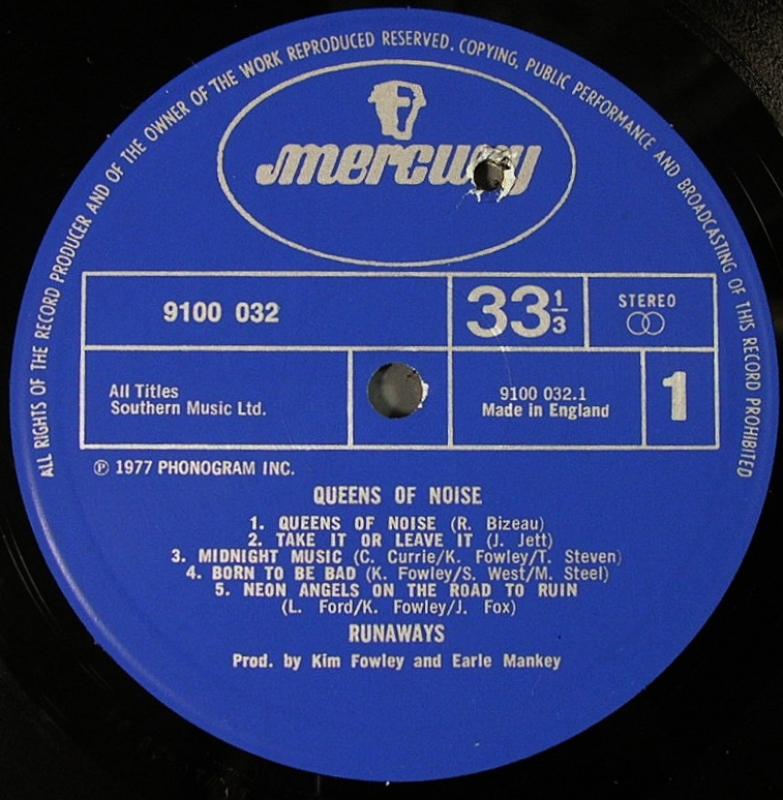 ALL RIGHTS OF THE RECORD PRODUCER AND OF THE OWNER OF THE WORK REPRODUCED RESERVED. COPYING, PUBLIC PERFORMANCE AND BROADCASTING OF THIS RECORD PROHIBITED
mercury
9100 032
33 1/3
STEREO
All Titles
Southern Music Ltd.
9100 032.1
Made in England
1
℗ 1977 PHONOGRAM INC.
QUEENS OF NOISE
1. QUEENS OF NOISE (R. Bizeau)
2. TAKE IT OR LEAVE IT (J. Jett)
3. MIDNIGHT MUSIC (C. Currie/K. Fowley/T. Steven)
4. BORN TO BE BAD (K. Fowley/S. West/M. Steel)
5. NEON ANGELS ON THE ROAD TO RUIN
(L. Ford/K. Fowley/J. Fox)
RUNAWAYS
Prod. by Kim Fowley and Earle Mankey